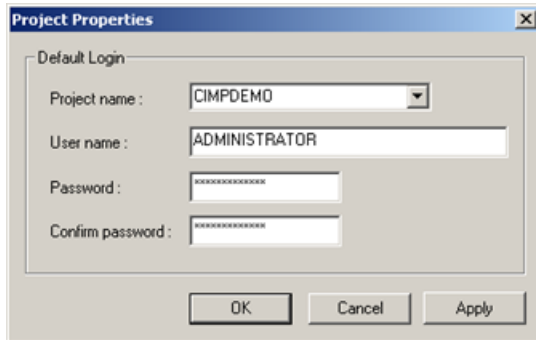 Project Properties
Default Login
Project name :
CIMPDEMO
User name :
ADMINISTRATOR
Password :
*************
Confirm password :
*************
OK Cancel Apply